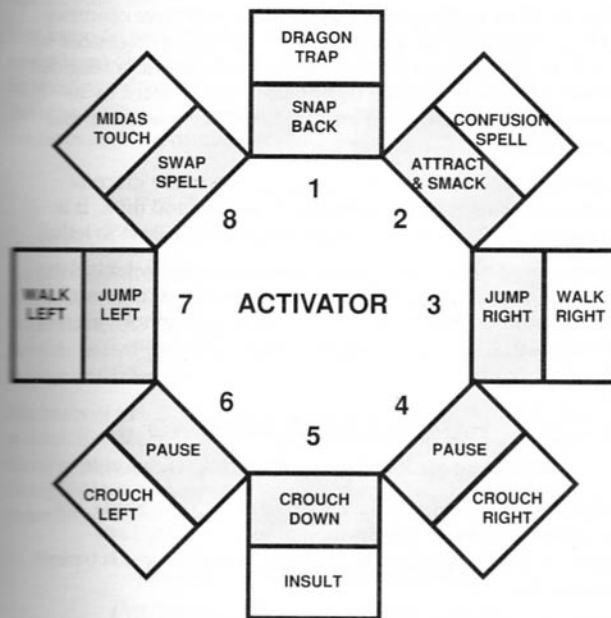 DRAGON
TRAP
SNAP
BACK
1
CONFUSION
SPELL
ATTRACT
& SMACK
2
MIDAS
TOUCH
SWAP
SPELL
8
WALK
LEFT
JUMP
LEFT
7
ACTIVATOR
3
JUMP
RIGHT
WALK
RIGHT
6
PAUSE
CROUCH
LEFT
5
CROUCH
DOWN
INSULT
4
PAUSE
CROUCH
RIGHT